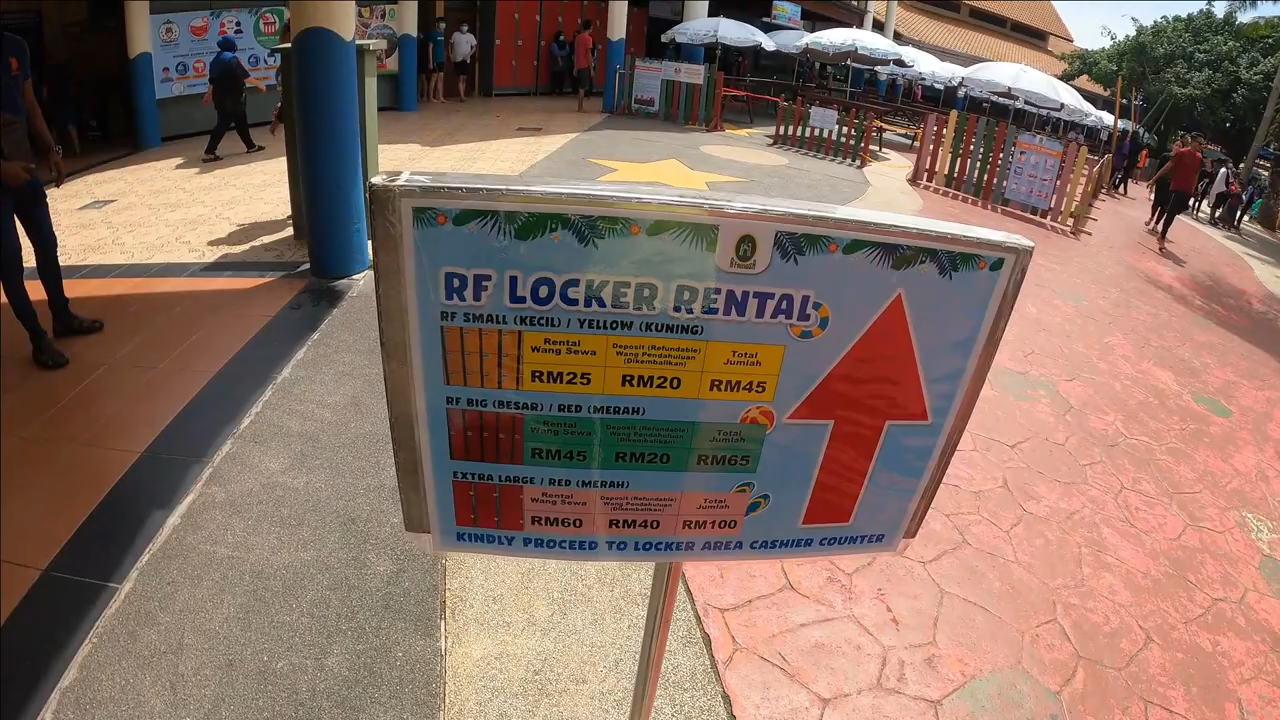 A'Famosa
RF LOCKER RENTAL
RF SMALL (KECIL) / YELLOW (KUNING)
Rental Wang Sewa
Deposit (Refundable) Wang Pendahuluan (Dikembalikan)
Total Jumlah
RM25 RM20 RM45
RF BIG (BESAR) / RED (MERAH)
Rental Wang Sewa
Deposit (Refundable) Wang Pendahuluan (Dikembalikan)
Total Jumlah
RM45 RM20 RM65
EXTRA LARGE / RED (MERAH)
Rental Wang Sewa
Deposit (Refundable) Wang Pendahuluan (Dikembalikan)
Total Jumlah
RM60 RM40 RM100
KINDLY PROCEED TO LOCKER AREA CASHIER COUNTER